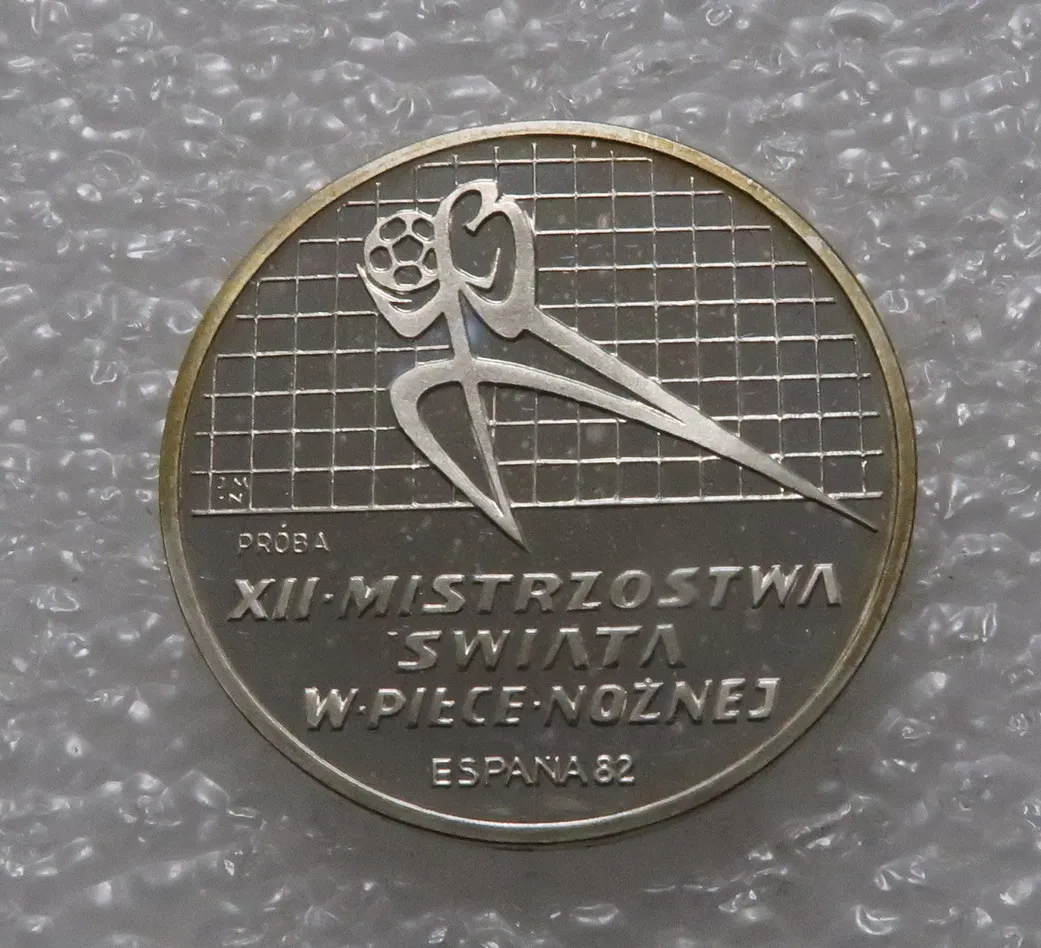 PRÓBA
XII·MISTRZOSTWA
ŚWIATA
W·PIŁCE·NOŻNEJ
ESPAÑA 82